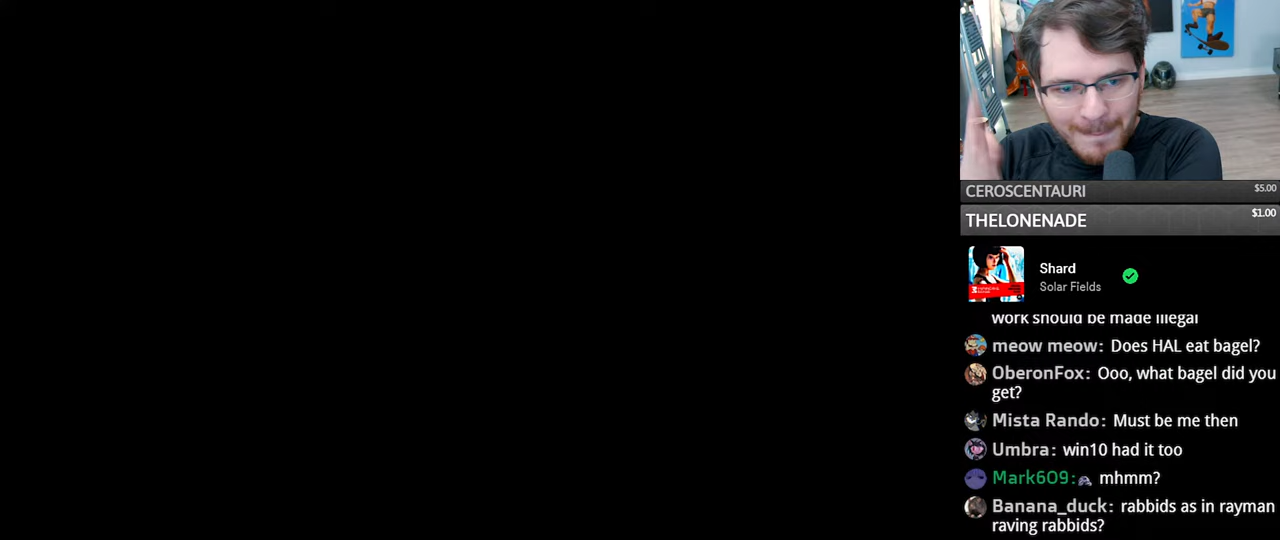 CEROSCENTAURI $5.00
THELONENADE $1.00
Shard
Solar Fields
work should be made illegal
meow meow: Does HAL eat bagel?
OberonFox: Ooo, what bagel did you
get?
Mista Rando: Must be me then
Umbra: win10 had it too
Mark609: mhmm?
Banana_duck: rabbids as in rayman
raving rabbids?